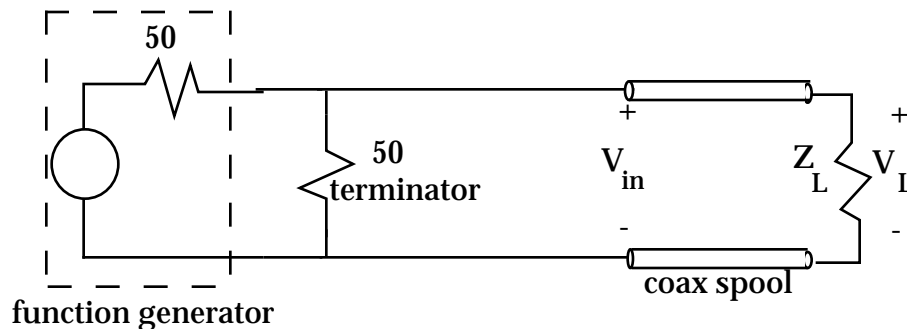 50
50
terminator
+
V
in
-
Z
L
+
V
L
-
coax spool
function generator